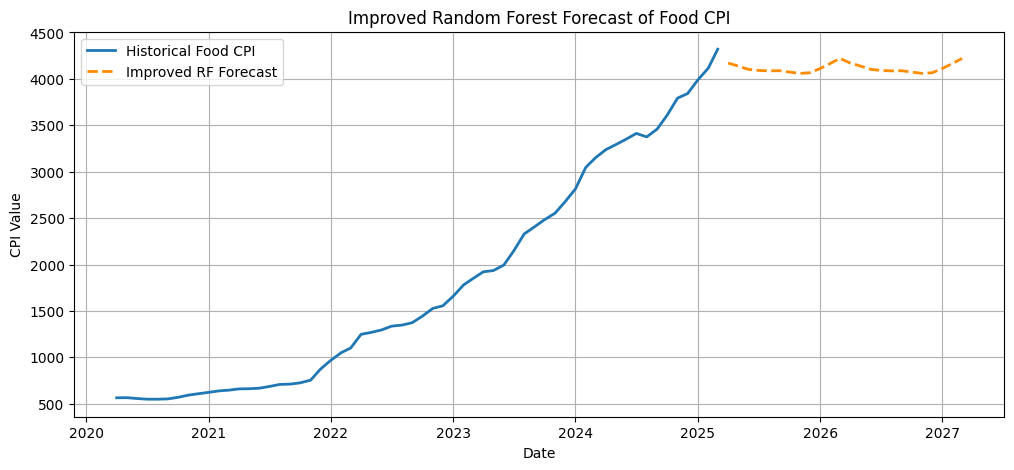 Improved Random Forest Forecast of Food CPI
Historical Food CPI
Improved RF Forecast
CPI Value
4500
4000
3500
3000
2500
2000
1500
1000
500
2020 2021 2022 2023 2024 2025 2026 2027
Date